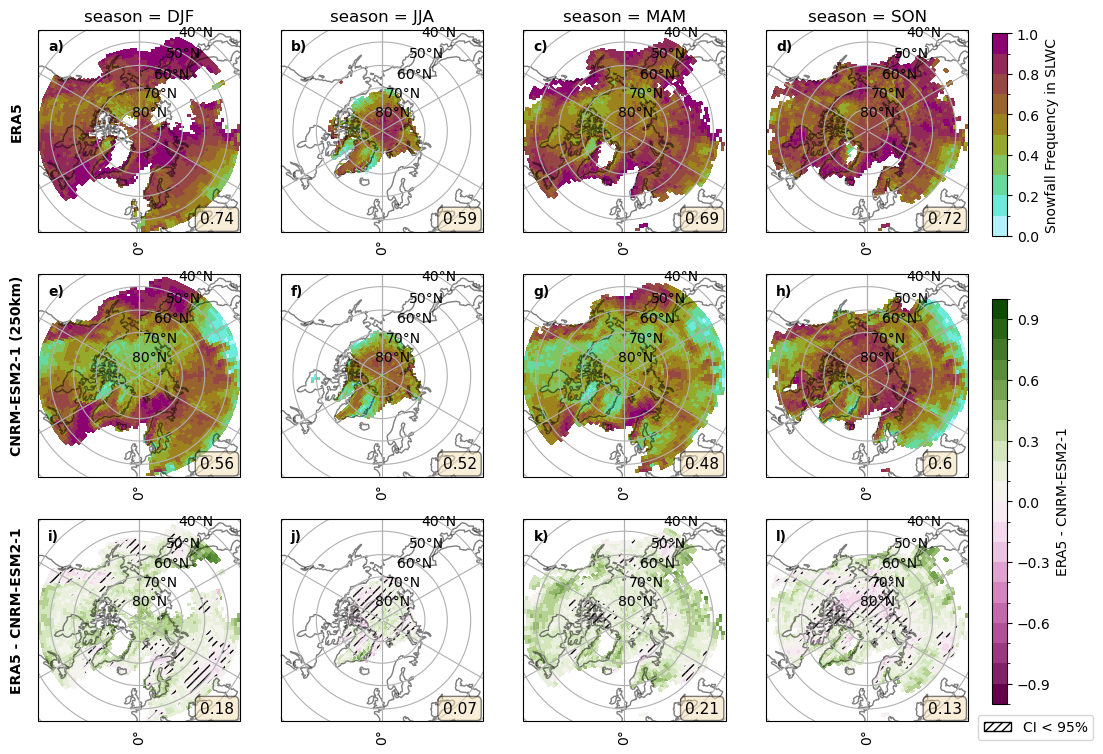 season = DJF
season = JJA
season = MAM
season = SON
ERA5
a)
40°N
50°N
60°N
70°N
80°N
0.74
0°
b)
40°N
50°N
60°N
70°N
80°N
0.59
0°
c)
40°N
50°N
60°N
70°N
80°N
0.69
0°
d)
40°N
50°N
60°N
70°N
80°N
0.72
0°
1.0
0.8
0.6
0.4
0.2
0.0
Snowfall Frequency in SLWC
CNRM-ESM2-1 (250km)
e)
40°N
50°N
60°N
70°N
80°N
0.56
0°
f)
40°N
50°N
60°N
70°N
80°N
0.52
0°
g)
40°N
50°N
60°N
70°N
80°N
0.48
0°
h)
40°N
50°N
60°N
70°N
80°N
0.6
0°
ERA5 - CNRM-ESM2-1
i)
40°N
50°N
60°N
70°N
80°N
0.18
0°
j)
40°N
50°N
60°N
70°N
80°N
0.07
0°
k)
40°N
50°N
60°N
70°N
80°N
0.21
0°
l)
40°N
50°N
60°N
70°N
80°N
0.13
0°
0.9
0.6
0.3
0.0
−0.3
−0.6
−0.9
ERA5 - CNRM-ESM2-1
CI < 95%